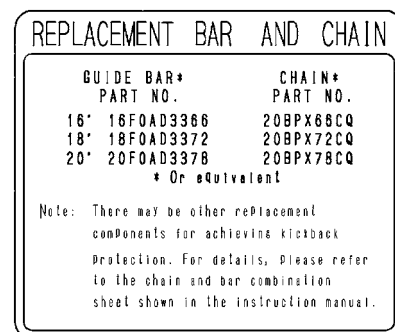 REPLACEMENT BAR AND CHAIN
GUIDE BAR* CHAIN*
PART NO. PART NO.
16" 16F0AD3366 20BPX66CQ
18" 18F0AD3372 20BPX72CQ
20" 20F0AD3378 20BPX78CQ
* Or equivalent
Note: There may be other replacement
components for achieving kickback
Protection. For details, Please refer
to the chain and bar combination
sheet shown in the instruction manual.